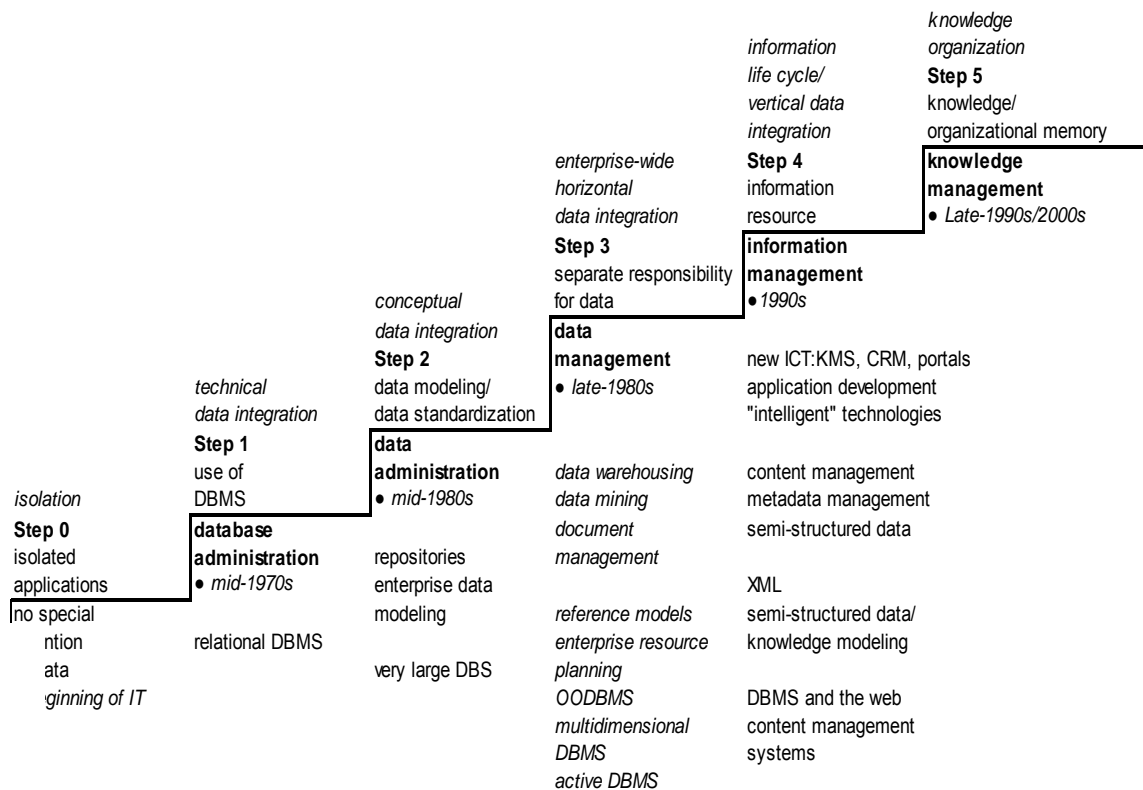 isolation
Step 0
isolated
applications
no special
ntion
ata
ginning of IT
technical
data integration
Step 1
use of
DBMS
database
administration
● mid-1970s
relational DBMS
conceptual
data integration
Step 2
data modeling/
data standardization
data
administration
● mid-1980s
repositories
enterprise data
modeling
very large DBS
enterprise-wide
horizontal
data integration
Step 3
separate responsibility
for data
data
management
● late-1980s
data warehousing
data mining
document
management
reference models
enterprise resource
planning
OODBMS
multidimensional
DBMS
active DBMS
information
life cycle/
vertical data
integration
Step 4
information
resource
information
management
●1990s
new ICT:KMS, CRM, portals
application development
"intelligent" technologies
content management
metadata management
semi-structured data
XML
semi-structured data/
knowledge modeling
DBMS and the web
content management
systems
knowledge
organization
Step 5
knowledge/
organizational memory
knowledge
management
● Late-1990s/2000s